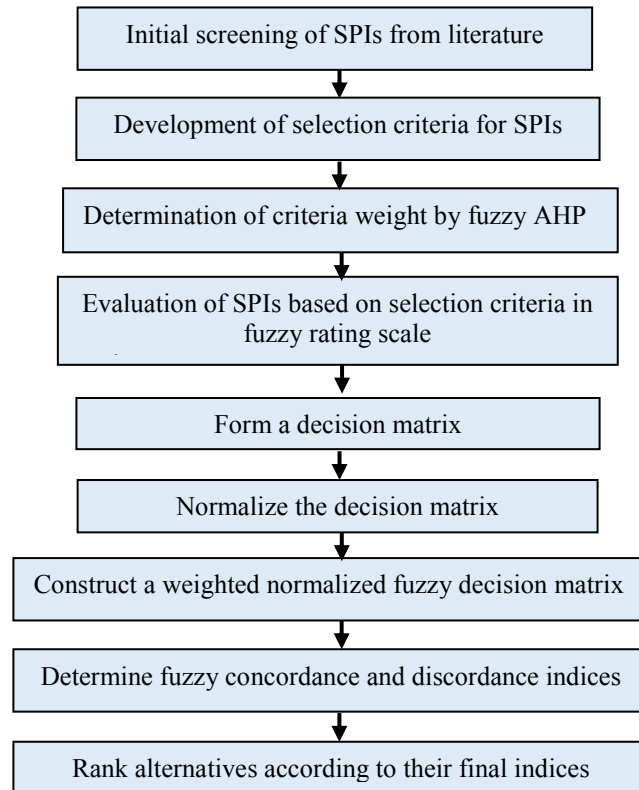 Initial screening of SPIs from literature
Development of selection criteria for SPIs
Determination of criteria weight by fuzzy AHP
Evaluation of SPIs based on selection criteria in
fuzzy rating scale
Form a decision matrix
Normalize the decision matrix
Construct a weighted normalized fuzzy decision matrix
Determine fuzzy concordance and discordance indices
Rank alternatives according to their final indices